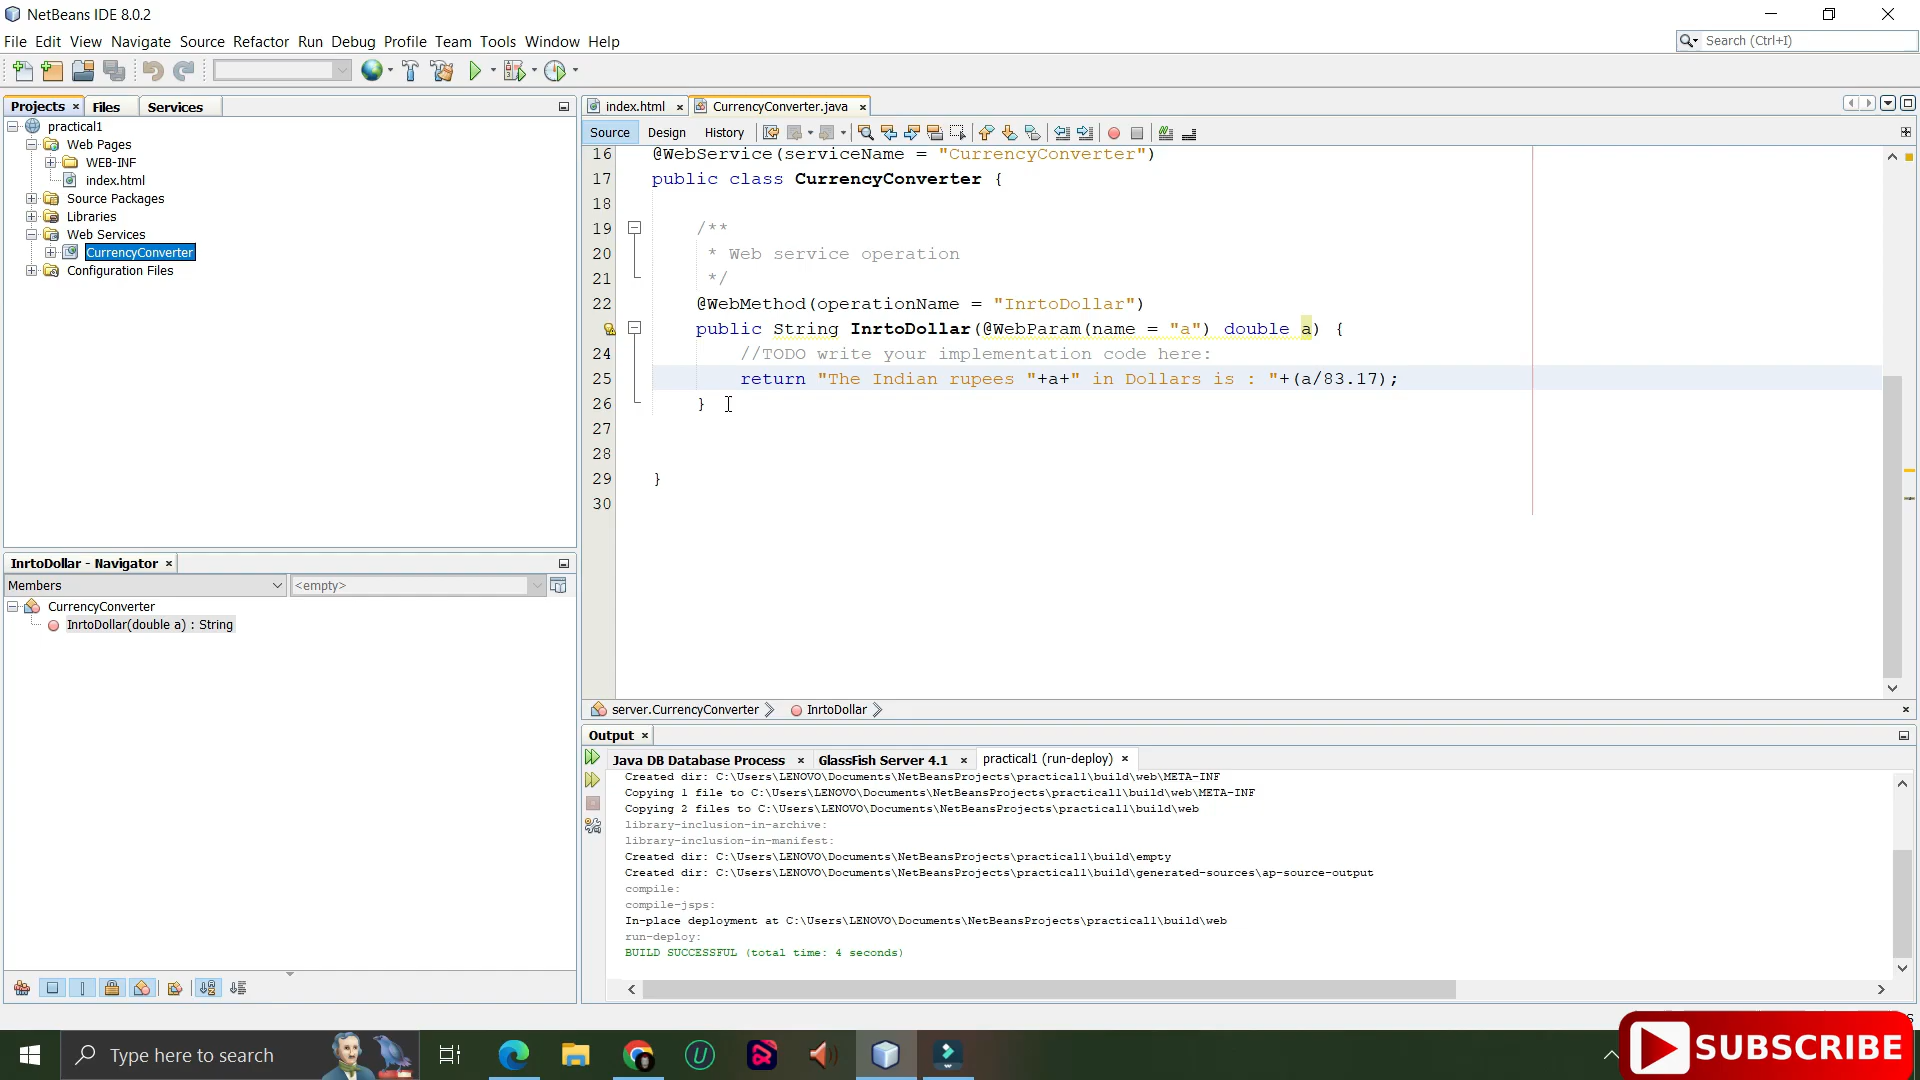 NetBeans IDE 8.0.2
File Edit View Navigate Source Refactor Run Debug Profile Team Tools Window Help
Search (Ctrl+I)
Projects Files Services
practical1
Web Pages
WEB-INF
index.html
Source Packages
Libraries
Web Services
CurrencyConverter
Configuration Files
InrtoDollar - Navigator
Members <empty>
CurrencyConverter
InrtoDollar(double a) : String
index.html CurrencyConverter.java
Source Design History
16 @WebService(serviceName = "CurrencyConverter")
17 public class CurrencyConverter {
18
19 /**
20 * Web service operation
21 */
22 @WebMethod(operationName = "InrtoDollar")
public String InrtoDollar(@WebParam(name = "a") double a) {
24 //TODO write your implementation code here:
25 return "The Indian rupees "+a+" in Dollars is : "+(a/83.17);
26 }
27
28
29 }
30
server.CurrencyConverter InrtoDollar
Output
Java DB Database Process GlassFish Server 4.1 practical1 (run-deploy)
Created dir: C:\Users\LENOVO\Documents\NetBeansProjects\practical1\build\web\META-INF
Copying 1 file to C:\Users\LENOVO\Documents\NetBeansProjects\practical1\build\web\META-INF
Copying 2 files to C:\Users\LENOVO\Documents\NetBeansProjects\practical1\build\web
library-inclusion-in-archive:
library-inclusion-in-manifest:
Created dir: C:\Users\LENOVO\Documents\NetBeansProjects\practical1\build\empty
Created dir: C:\Users\LENOVO\Documents\NetBeansProjects\practical1\build\generated-sources\ap-source-output
compile:
compile-jsps:
In-place deployment at C:\Users\LENOVO\Documents\NetBeansProjects\practical1\build\web
run-deploy:
BUILD SUCCESSFUL (total time: 4 seconds)
Type here to search
SUBSCRIBE